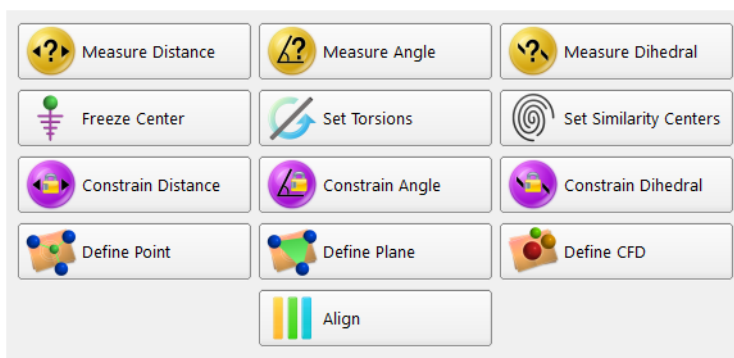 Measure Distance
Measure Angle
Measure Dihedral
Freeze Center
Set Torsions
Set Similarity Centers
Constrain Distance
Constrain Angle
Constrain Dihedral
Define Point
Define Plane
Define CFD
Align